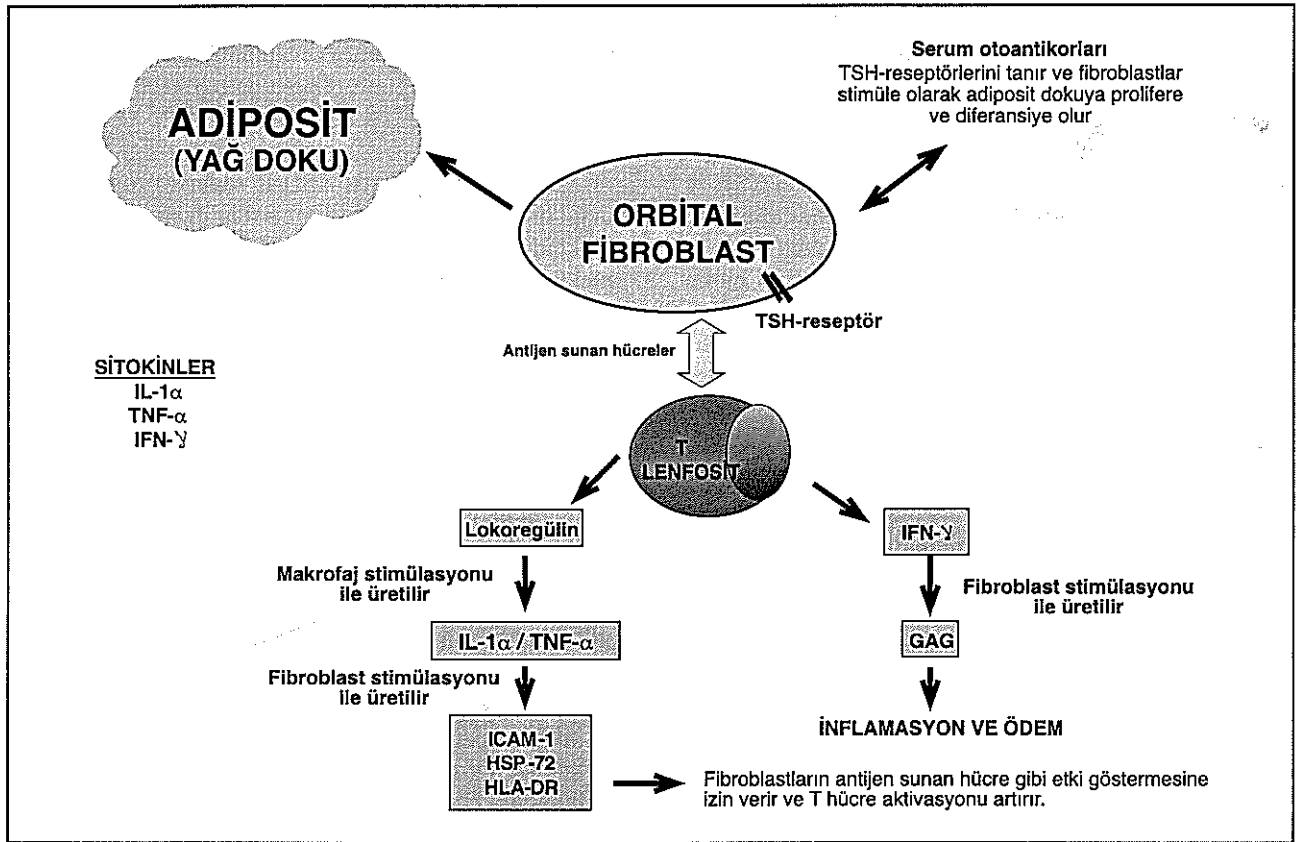 Serum otoantikorları
TSH-reseptörlerini tanır ve fibroblastlar
stimüle olarak adiposit dokuya prolifere
ve diferansiye olur
ADİPOSİT
(YAĞ DOKU)
ORBİTAL
FİBROBLAST
TSH-reseptör
Antijen sunan hücreler
SİTOKİNLER
IL-1α
TNF-α
IFN-γ
T
LENFOSİT
Lokoregülin
IFN-γ
Makrofaj stimülasyonu
ile üretilir
Fibroblast stimülasyonu
ile üretilir
IL-1α / TNF-α
GAG
Fibroblast stimülasyonu
ile üretilir
İNFLAMASYON VE ÖDEM
ICAM-1
HSP-72
HLA-DR
Fibroblastların antijen sunan hücre gibi etki göstermesine
izin verir ve T hücre aktivasyonu artırır.